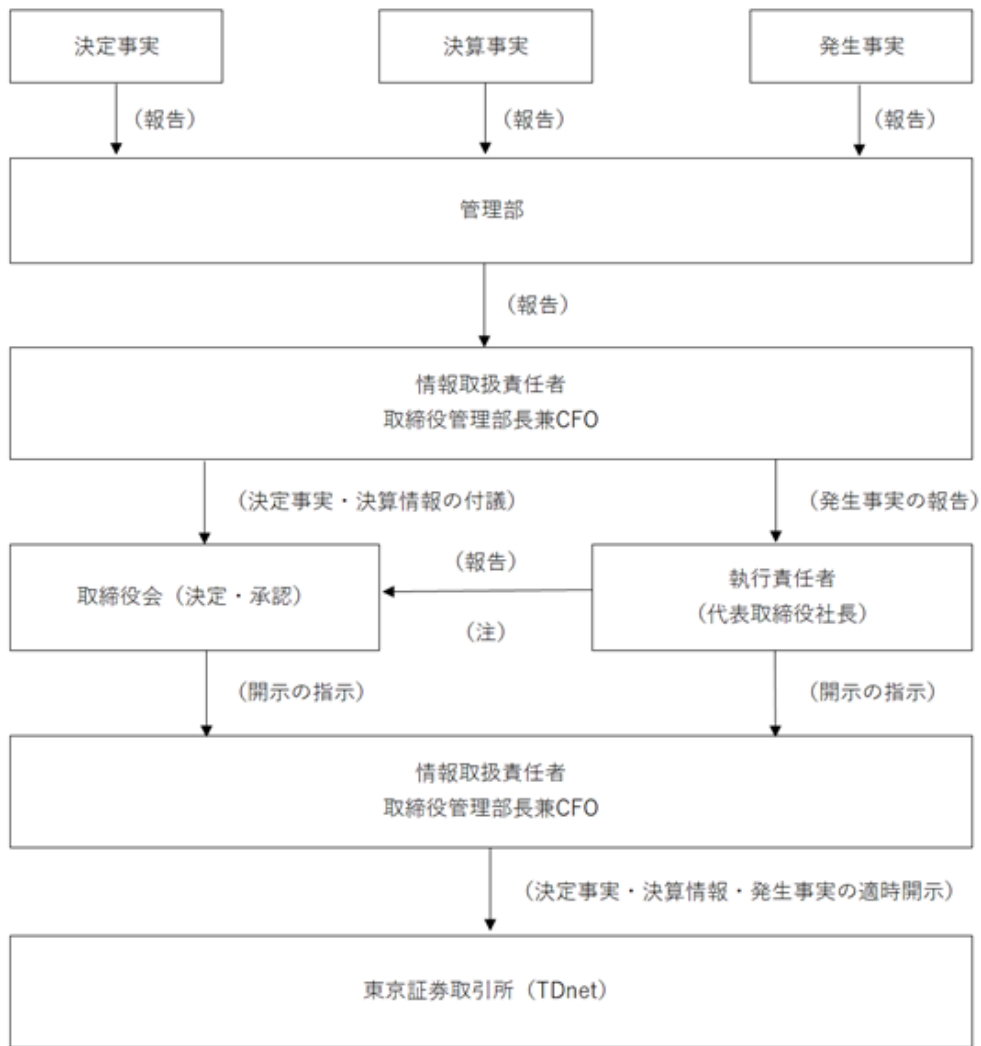 決定事実
決算事実
発生事実
（報告）
（報告）
（報告）
管理部
（報告）
情報取扱責任者
取締役管理部長兼CFO
（決定事実・決算情報の付議）
（発生事実の報告）
取締役会（決定・承認）
（報告）
（注）
執行責任者
（代表取締役社長）
（開示の指示）
（開示の指示）
情報取扱責任者
取締役管理部長兼CFO
（決定事実・決算情報・発生事実の適時開示）
東京証券取引所（TDnet）